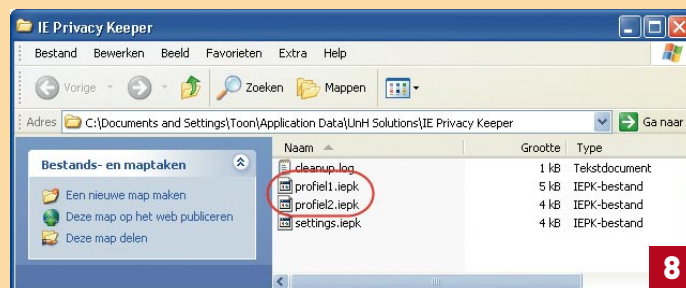 IE Privacy Keeper
Bestand Bewerken Beeld Favorieten Extra Help
Vorige Zoeken Mappen
Adres C:\Documents and Settings\Toon\Application Data\UnH Solutions\IE Privacy Keeper Ga naar
Naam Grootte Type
Bestands- en maptaken
Een nieuwe map maken
Deze map op het web publiceren
Deze map delen
cleanup.log 1 kB Tekstdocument
profiel1.iepk 5 kB IEPK-bestand
profiel2.iepk 4 kB IEPK-bestand
settings.iepk 4 kB IEPK-bestand
8